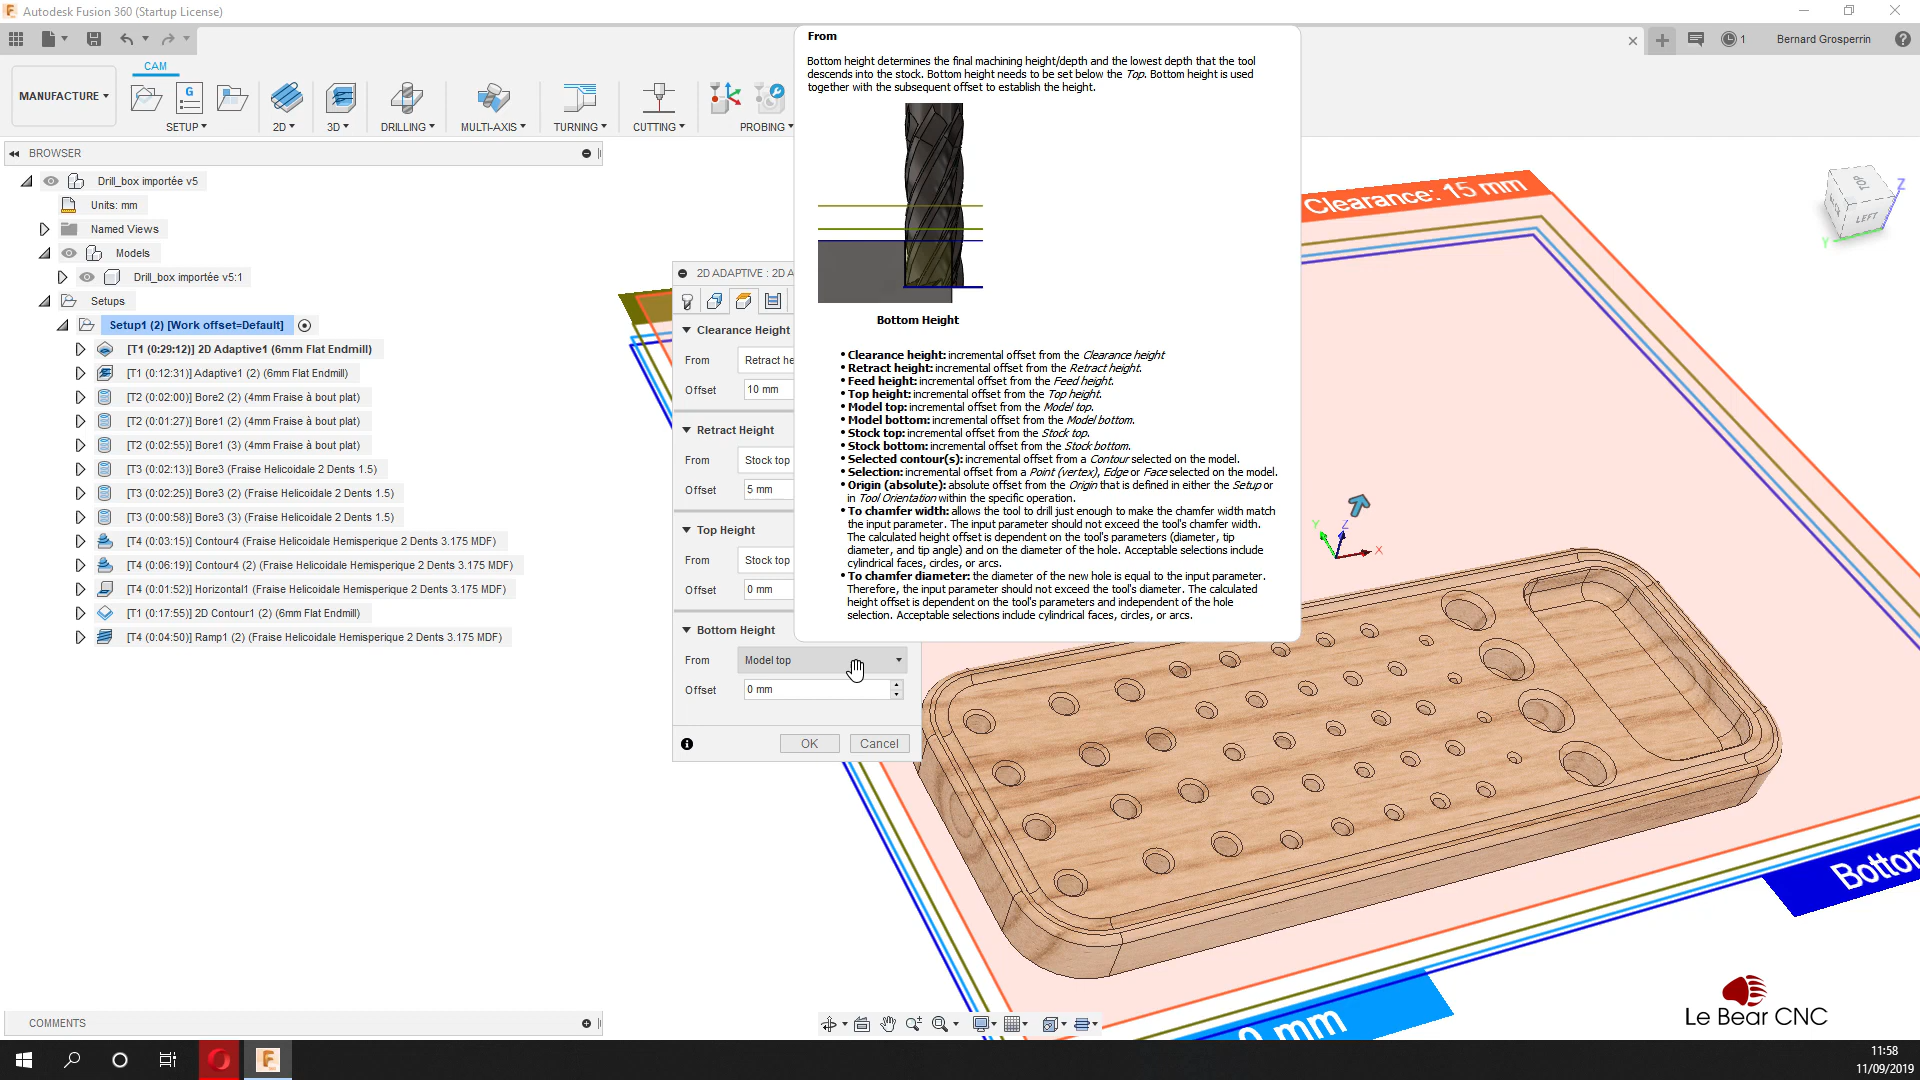 Autodesk Fusion 360 (Startup License)
1
Bernard Grosperrin
MANUFACTURE
CAM
SETUP
2D
3D
DRILLING
MULTI-AXIS
TURNING
CUTTING
PROBING
BROWSER
Drill_box importée v5
Units: mm
Named Views
Models
Drill_box importée v5:1
Setups
Setup1 (2) [Work offset=Default]
[T1 (0:29:12)] 2D Adaptive1 (6mm Flat Endmill)
[T1 (0:12:31)] Adaptive1 (2) (6mm Flat Endmill)
[T2 (0:02:00)] Bore2 (2) (4mm Fraise à bout plat)
[T2 (0:01:27)] Bore1 (2) (4mm Fraise à bout plat)
[T2 (0:02:55)] Bore1 (3) (4mm Fraise à bout plat)
[T3 (0:02:13)] Bore3 (Fraise Helicoidale 2 Dents 1.5)
[T3 (0:02:25)] Bore3 (2) (Fraise Helicoidale 2 Dents 1.5)
[T3 (0:00:58)] Bore3 (3) (Fraise Helicoidale 2 Dents 1.5)
[T4 (0:03:15)] Contour4 (Fraise Helicoidale Hemisperique 2 Dents 3.175 MDF)
[T4 (0:06:19)] Contour4 (2) (Fraise Helicoidale Hemisperique 2 Dents 3.175 MDF)
[T4 (0:01:52)] Horizontal1 (Fraise Helicoidale Hemisperique 2 Dents 3.175 MDF)
[T1 (0:17:55)] 2D Contour1 (2) (6mm Flat Endmill)
[T4 (0:04:50)] Ramp1 (2) (Fraise Helicoidale Hemisperique 2 Dents 3.175 MDF)
COMMENTS
2D ADAPTIVE : 2D A
Clearance Height
From
Retract he
Offset
10 mm
Retract Height
From
Stock top
Offset
5 mm
Top Height
From
Stock top
Offset
0 mm
Bottom Height
From
Model top
Offset
0 mm
OK
Cancel
From
Bottom height determines the final machining height/depth and the lowest depth that the tool
descends into the stock. Bottom height needs to be set below the Top. Bottom height is used
together with the subsequent offset to establish the height.
Bottom Height
• Clearance height: incremental offset from the Clearance height
• Retract height: incremental offset from the Retract height.
• Feed height: incremental offset from the Feed height.
• Top height: incremental offset from the Top height.
• Model top: incremental offset from the Model top.
• Model bottom: incremental offset from the Model bottom.
• Stock top: incremental offset from the Stock top.
• Stock bottom: incremental offset from the Stock bottom.
• Selected contour(s): incremental offset from a Contour selected on the model.
• Selection: incremental offset from a Point (vertex), Edge or Face selected on the model.
• Origin (absolute): absolute offset from the Origin that is defined in either the Setup or
in Tool Orientation within the specific operation.
• To chamfer width: allows the tool to drill just enough to make the chamfer width match
the input parameter. The input parameter should not exceed the tool's chamfer width.
The calculated height offset is dependent on the tool's parameters (diameter, tip
diameter, and tip angle) and on the diameter of the hole. Acceptable selections include
cylindrical faces, circles, or arcs.
• To chamfer diameter: the diameter of the new hole is equal to the input parameter.
Therefore, the input parameter should not exceed the tool's diameter. The calculated
height offset is dependent on the tool's parameters and independent of the hole
selection. Acceptable selections include cylindrical faces, circles, or arcs.
Clearance: 15 mm
TOP
LEFT
Z
Y
Y
Z
X
Bottom
0 mm
Le Bear CNC
11:58
11/09/2019